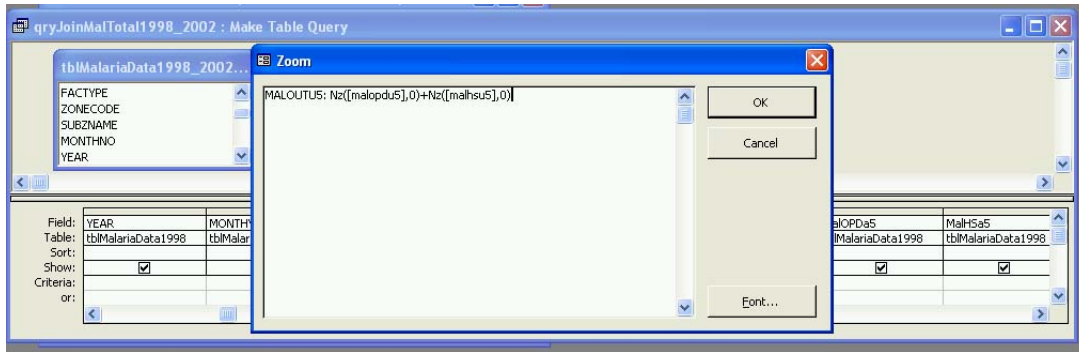 qryJoinMalTotal1998_2002 : Make Table Query
tblMalariaData1998_2002...
FACTYPE
ZONECODE
SUBZNAME
MONTHNO
YEAR
Zoom
MALOUTU5: Nz([malopdu5],0)+Nz([malhsu5],0)
OK
Cancel
Font...
Field: YEAR MONTHY alOPDa5 MalHSa5
Table: tblMalariaData1998 tblMalar lMalariaData1998 tblMalariaData1998
Sort:
Show:
Criteria:
or: